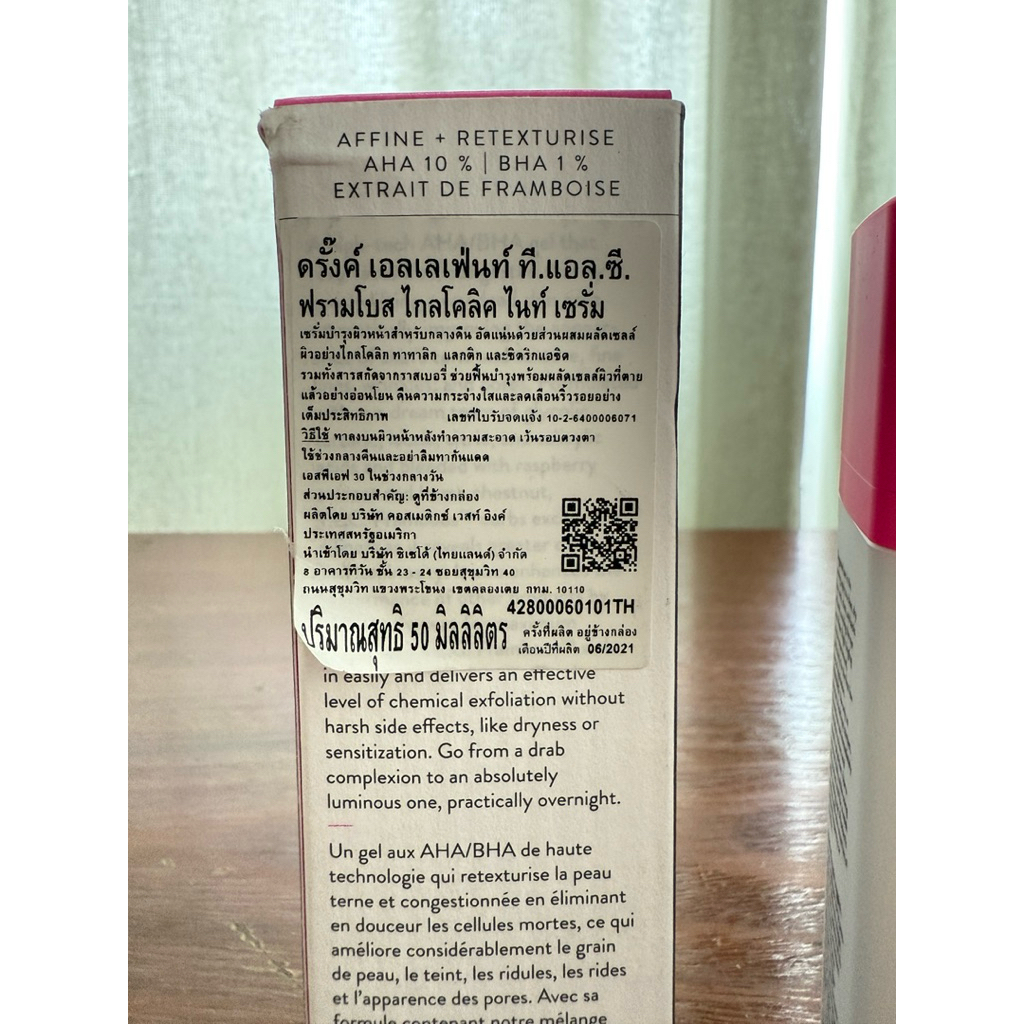 AFFINE + RETEXTURISE
AHA 10 % | BHA 1 %
EXTRAIT DE FRAMBOISE
ดรั๊งค์ เอลเลเฟ่นท์ ที.แอล.ซี.
ฟรามโบส ไกลโคลิค ไนท์ เซรั่ม
เซรั่มบำรุงผิวหน้าสำหรับกลางคืน อัดแน่นด้วยส่วนผสมผลัดเซลล์
ผิวอย่างไกลโคลิก ทาทาลิก แลกติก และซิตริกแอซิด
รวมทั้งสารสกัดจากราสเบอรี่ ช่วยฟื้นบำรุงพร้อมผลัดเซลล์ผิวที่ตาย
แล้วอย่างอ่อนโยน คืนความกระจ่างใสและลดเลือนริ้วรอยอย่าง
เต็มประสิทธิภาพ เลขที่ใบรับจดแจ้ง 10-2-6400006071
วิธีใช้ ทาลงบนผิวหน้าหลังทำความสะอาด เว้นรอบดวงตา
ใช้ช่วงกลางคืนและอย่าลืมทากันแดด
เอสพีเอฟ 30 ในช่วงกลางวัน
ส่วนประกอบสำคัญ: ดูที่ข้างกล่อง
ผลิตโดย บริษัท คอสเมติกซ์ เวสท์ อิงค์
ประเทศสหรัฐอเมริกา
นำเข้าโดย บริษัท ชิเซโด้ (ไทยแลนด์) จำกัด
8 อาคารทีวัน ชั้น 23 - 24 ซอยสุขุมวิท 40
ถนนสุขุมวิท แขวงพระโขนง เขตคลองเตย กทม. 10110
42800060101TH
ปริมาณสุทธิ 50 มิลลิลิตร
ครั้งที่ผลิต อยู่ข้างกล่อง
เดือนปีที่ผลิต 06/2021
in easily and delivers an effective
level of chemical exfoliation without
harsh side effects, like dryness or
sensitization. Go from a drab
complexion to an absolutely
luminous one, practically overnight.
Un gel aux AHA/BHA de haute
technologie qui retexturise la peau
terne et congestionnée en éliminant
en douceur les cellules mortes, ce qui
améliore considérablement le grain
de peau, le teint, les ridules, les rides
et l'apparence des pores. Avec sa
formule contenant notre mélange